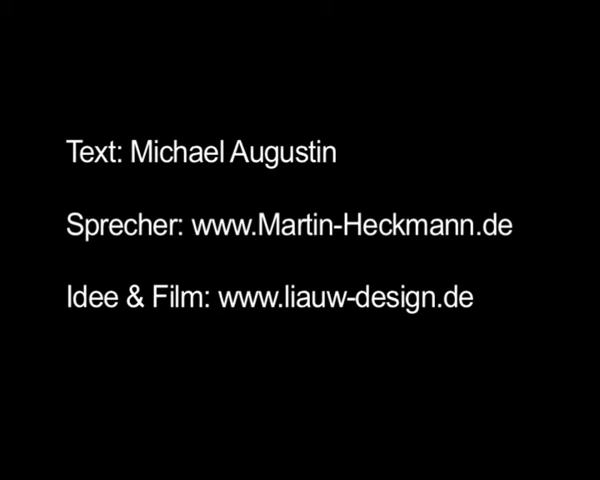 Text: Michael Augustin
Sprecher: www.Martin-Heckmann.de
Idee & Film: www.liauw-design.de